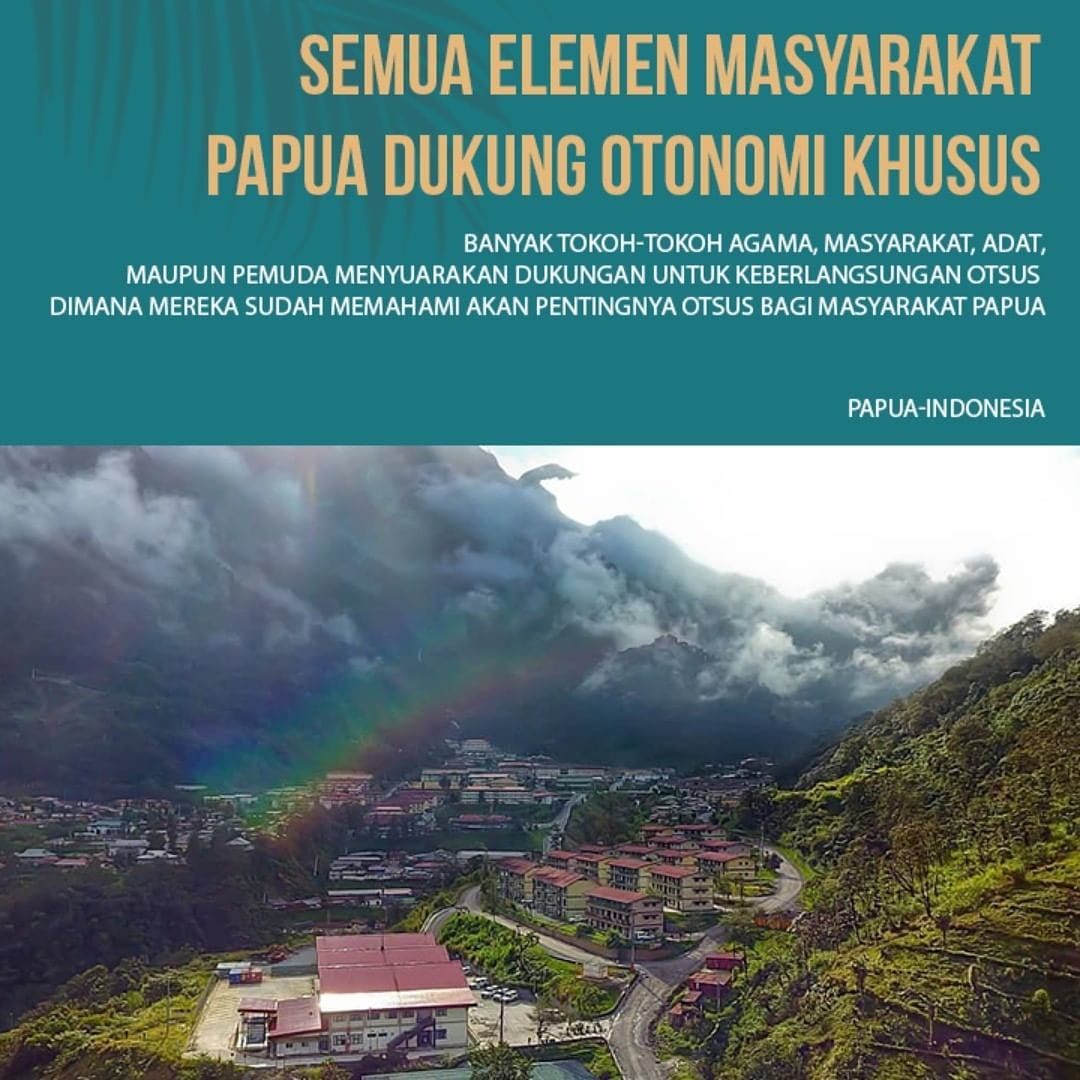 SEMUA ELEMEN MASYARAKAT
PAPUA DUKUNG OTONOMI KHUSUS
BANYAK TOKOH-TOKOH AGAMA, MASYARAKAT, ADAT,
MAUPUN PEMUDA MENYUARAKAN DUKUNGAN UNTUK KEBERLANGSUNGAN OTSUS
DIMANA MEREKA SUDAH MEMAHAMI AKAN PENTINGNYA OTSUS BAGI MASYARAKAT PAPUA
PAPUA-INDONESIA